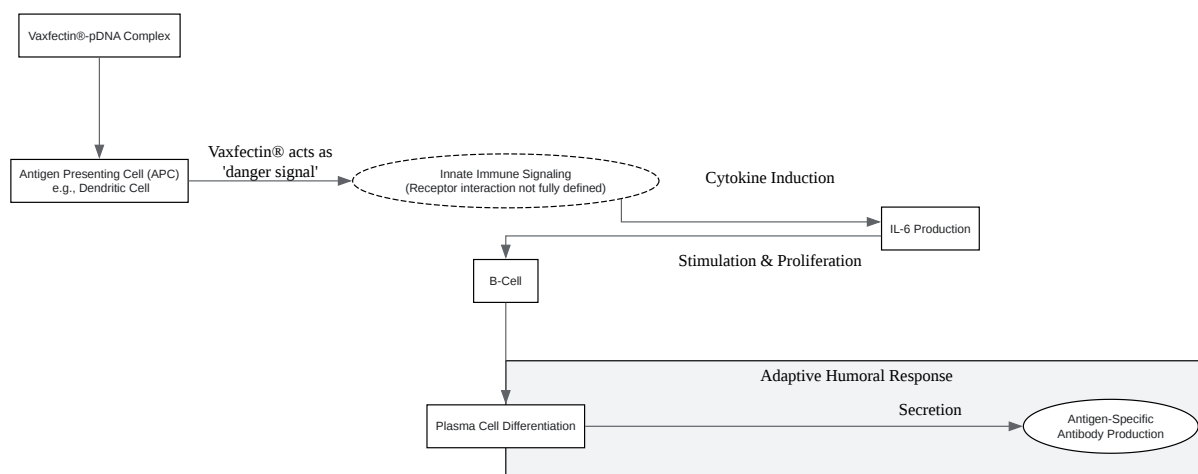 Vaxfectin®-pDNA Complex
Antigen Presenting Cell (APC)
e.g., Dendritic Cell
Vaxfectin® acts as
'danger signal'
Innate Immune Signaling
(Receptor interaction not fully defined)
Cytokine Induction
IL-6 Production
Stimulation & Proliferation
B-Cell
Adaptive Humoral Response
Plasma Cell Differentiation
Secretion
Antigen-Specific
Antibody Production